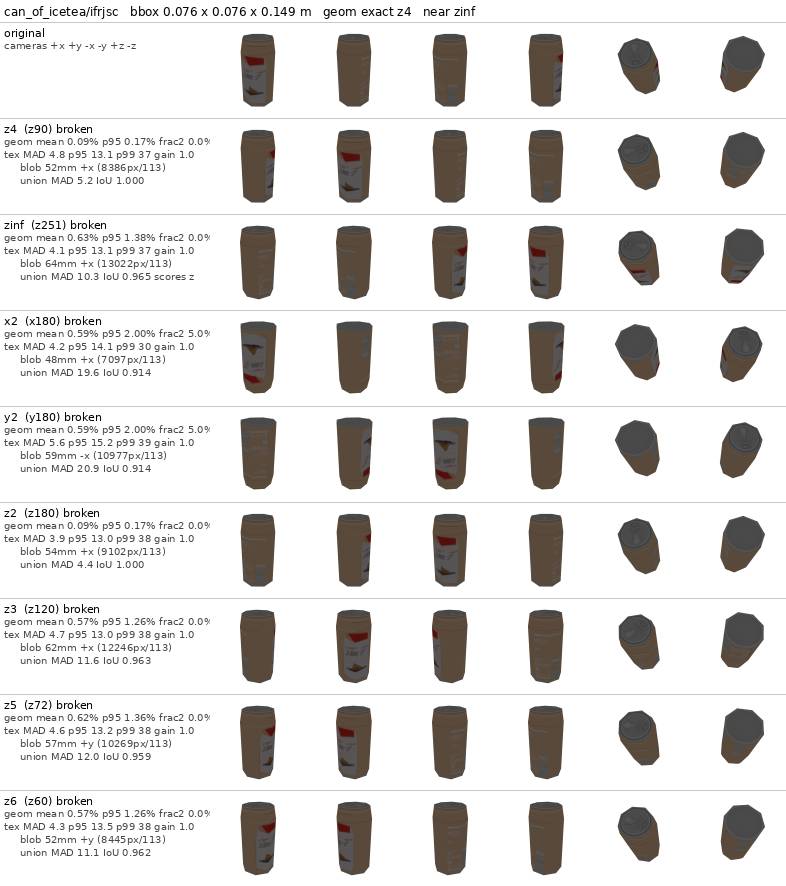 can_of_icetea/ifrjsc bbox 0.076 x 0.076 x 0.149 m geom exact z4 near zinf
original
cameras +x +y -x -y +z -z
z4 (z90) broken
geom mean 0.09% p95 0.17% frac2 0.0%
tex MAD 4.8 p95 13.1 p99 37 gain 1.0
blob 52mm +x (8386px/113)
union MAD 5.2 IoU 1.000
zinf (z251) broken
geom mean 0.63% p95 1.38% frac2 0.0%
tex MAD 4.1 p95 13.1 p99 37 gain 1.0
blob 64mm +x (13022px/113)
union MAD 10.3 IoU 0.965 scores z
x2 (x180) broken
geom mean 0.59% p95 2.00% frac2 5.0%
tex MAD 4.2 p95 14.1 p99 30 gain 1.0
blob 48mm +x (7097px/113)
union MAD 19.6 IoU 0.914
y2 (y180) broken
geom mean 0.59% p95 2.00% frac2 5.0%
tex MAD 5.6 p95 15.2 p99 39 gain 1.0
blob 59mm -x (10977px/113)
union MAD 20.9 IoU 0.914
z2 (z180) broken
geom mean 0.09% p95 0.17% frac2 0.0%
tex MAD 3.9 p95 13.0 p99 38 gain 1.0
blob 54mm +x (9102px/113)
union MAD 4.4 IoU 1.000
z3 (z120) broken
geom mean 0.57% p95 1.26% frac2 0.0%
tex MAD 4.7 p95 13.0 p99 38 gain 1.0
blob 62mm +x (12246px/113)
union MAD 11.6 IoU 0.963
z5 (z72) broken
geom mean 0.62% p95 1.36% frac2 0.0%
tex MAD 4.6 p95 13.2 p99 38 gain 1.0
blob 57mm +y (10269px/113)
union MAD 12.0 IoU 0.959
z6 (z60) broken
geom mean 0.57% p95 1.26% frac2 0.0%
tex MAD 4.3 p95 13.5 p99 38 gain 1.0
blob 52mm +y (8445px/113)
union MAD 11.1 IoU 0.962